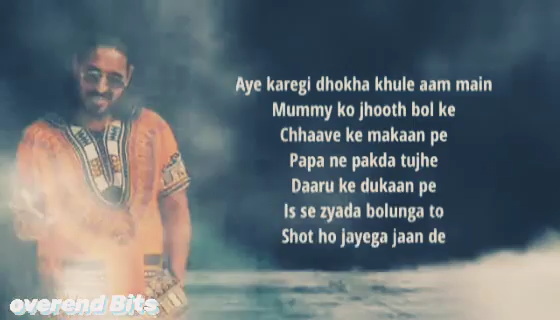 Aye karegi dhokha khule aam main
Mummy ko jhooth bol ke
Chhaave ke makaan pe
Papa ne pakda tujhe
Daaru ke dukaan pe
Is se zyada bolunga to
Shot ho jayega jaan de
overend Bits